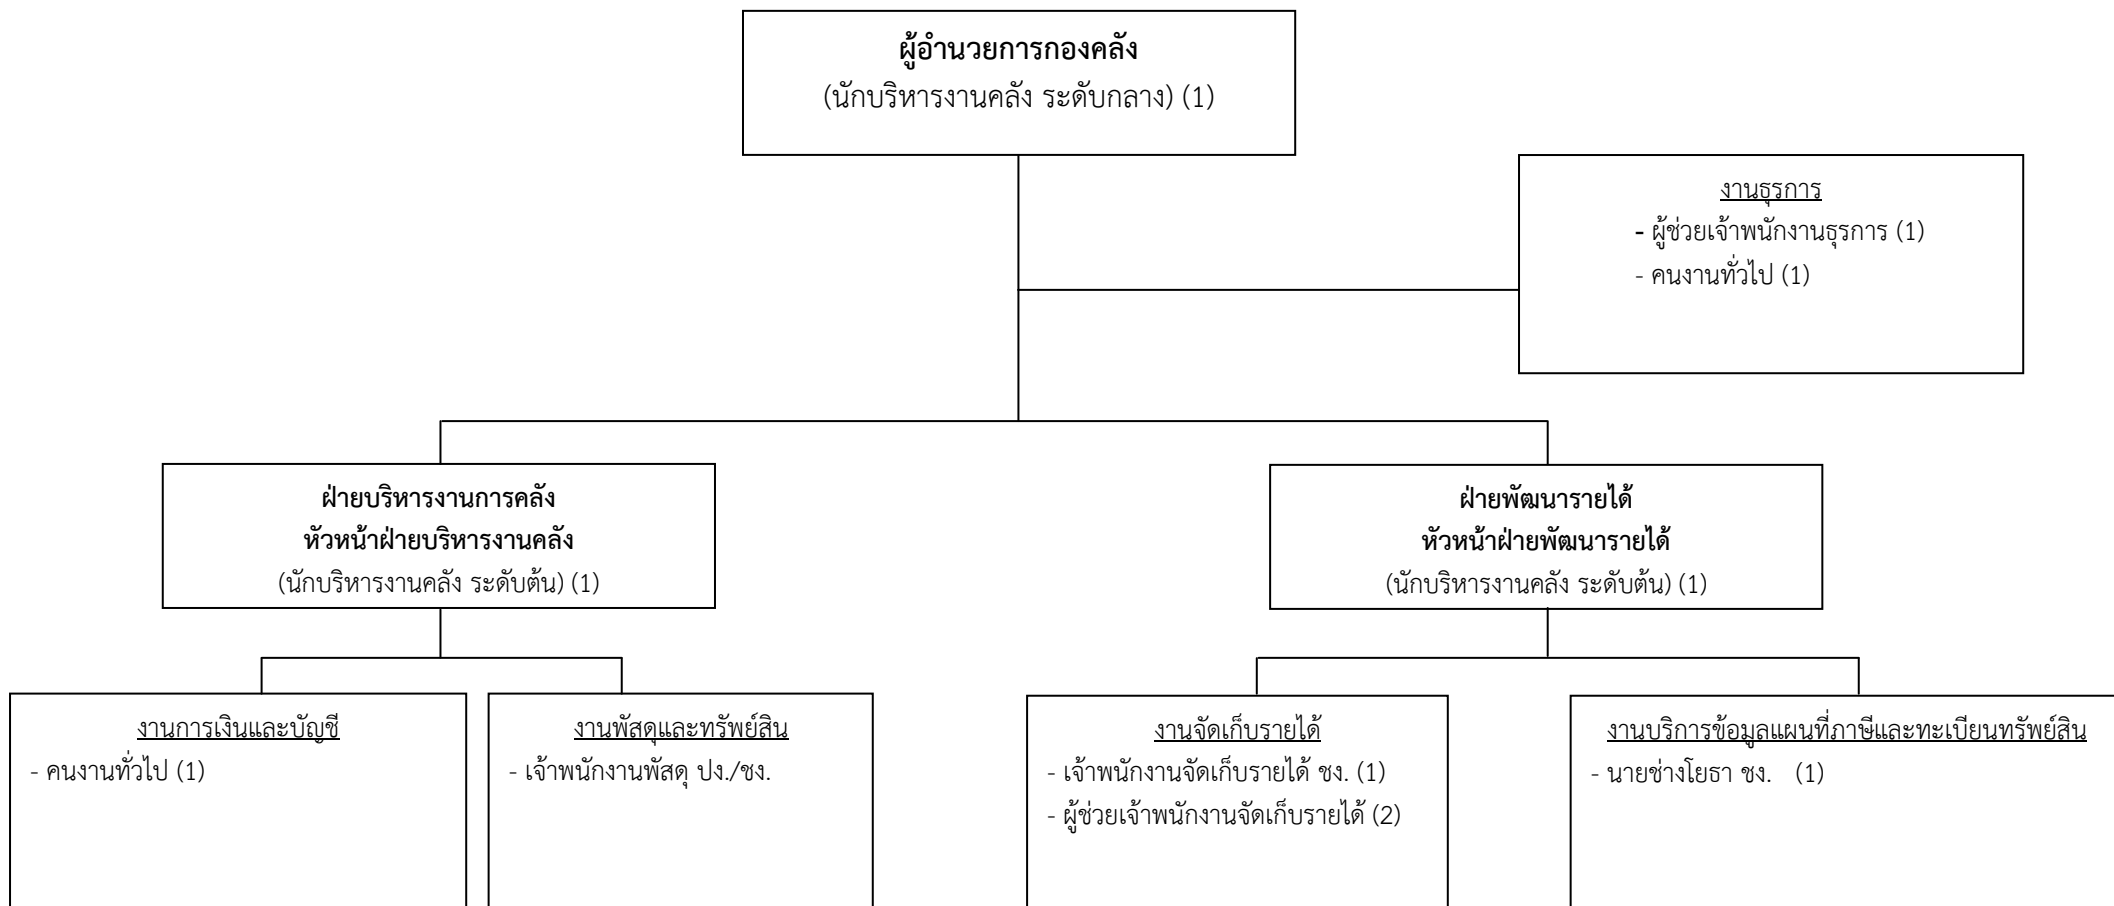 ผู้อำนวยการกองคลัง
(นักบริหารงานคลัง ระดับกลาง) (1)
งานธุรการ
- ผู้ช่วยเจ้าพนักงานธุรการ (1)
- คนงานทั่วไป (1)
ฝ่ายบริหารงานการคลัง
หัวหน้าฝ่ายบริหารงานคลัง
(นักบริหารงานคลัง ระดับต้น) (1)
ฝ่ายพัฒนารายได้
หัวหน้าฝ่ายพัฒนารายได้
(นักบริหารงานคลัง ระดับต้น) (1)
งานการเงินและบัญชี
- คนงานทั่วไป (1)
งานพัสดุและทรัพย์สิน
- เจ้าพนักงานพัสดุ ปง./ชง.
งานจัดเก็บรายได้
- เจ้าพนักงานจัดเก็บรายได้ ชง. (1)
- ผู้ช่วยเจ้าพนักงานจัดเก็บรายได้ (2)
งานบริการข้อมูลแผนที่ภาษีและทะเบียนทรัพย์สิน
- นายช่างโยธา ชง. (1)